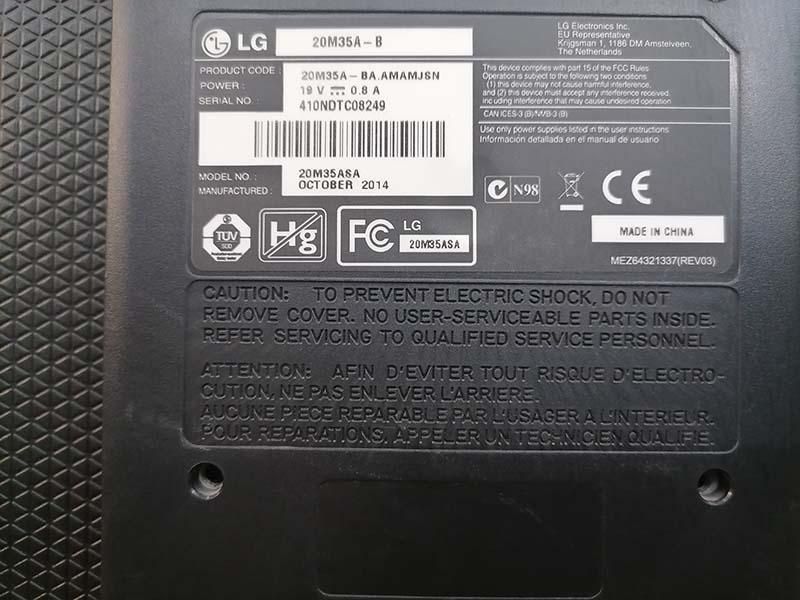 LG 20M35A-B
LG Electronics Inc.
EU Representative
Krijgsman 1, 1186 DM Amstelveen,
The Netherlands
PRODUCT CODE : 20M35A-BA.AMAMJSN
POWER : 19 V 0.8 A
SERIAL NO. : 410NDTC08249
This device complies with part 15 of the FCC Rules
Operation is subject to the following two conditions
(1) this device may not cause harmful interference,
and (2) this device must accept any interference received,
including interference that may cause undesired operation
CAN ICES-3 (B)/NMB-3 (B)
Use only power supplies listed in the user instructions
Información detallada en el manual de usuario
MODEL NO. : 20M35ASA
MANUFACTURED : OCTOBER 2014
N98
CE
TÜV
SÜD
Hg
FC LG
20M35ASA
MADE IN CHINA
MEZ64321337(REV03)
CAUTION: TO PREVENT ELECTRIC SHOCK, DO NOT
REMOVE COVER. NO USER-SERVICEABLE PARTS INSIDE.
REFER SERVICING TO QUALIFIED SERVICE PERSONNEL.
ATTENTION: AFIN D'EVITER TOUT RISQUE D'ELECTRO-
CUTION, NE PAS ENLEVER L'ARRIERE.
AUCUNE PIECE REPARABLE PAR L'USAGER A L'INTERIEUR.
POUR REPARATIONS, APPELER UN TECHNICIEN QUALIFIE.